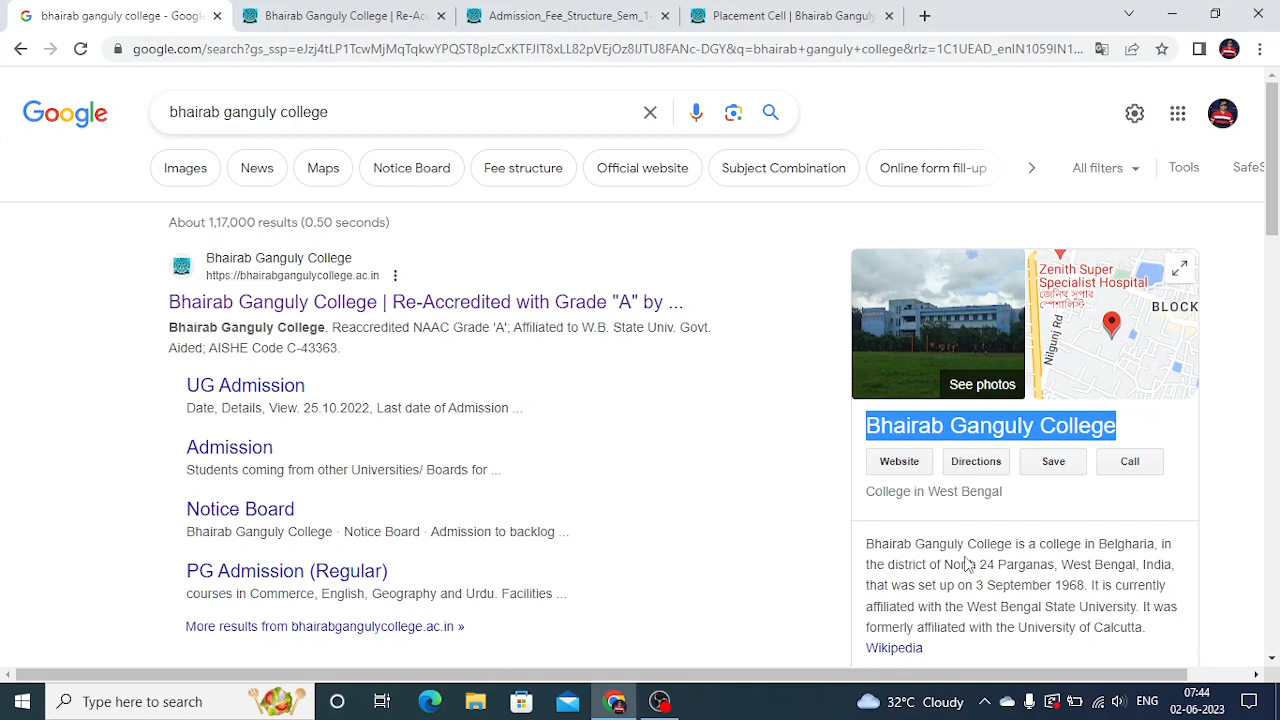 bhairab ganguly college - Google
Bhairab Ganguly College | Re-Acc
Admission_Fee_Structure_Sem_1-
Placement Cell | Bhairab Ganguly
google.com/search?gs_ssp=eJzj4tLP1TcwMjMqTqkwYPQST8pIzCxKTFJIT8xLL82pVEjOz8lJTU8FANc-DGY&q=bhairab+ganguly+college&rlz=1C1UEAD_enIN1059IN1...
Google
bhairab ganguly college
Images
News
Maps
Notice Board
Fee structure
Official website
Subject Combination
Online form fill-up
All filters
Tools
SafeS
About 1,17,000 results (0.50 seconds)
Bhairab Ganguly College
https://bhairabgangulycollege.ac.in
Bhairab Ganguly College | Re-Accredited with Grade "A" by ...
Bhairab Ganguly College. Reaccredited NAAC Grade 'A'; Affiliated to W.B. State Univ. Govt.
Aided; AISHE Code C-43363.
UG Admission
Date, Details, View. 25.10.2022, Last date of Admission ...
Admission
Students coming from other Universities/ Boards for ...
Notice Board
Bhairab Ganguly College · Notice Board · Admission to backlog ...
PG Admission (Regular)
courses in Commerce, English, Geography and Urdu. Facilities ...
More results from bhairabgangulycollege.ac.in »
See photos
Zenith Super
Specialist Hospital
জেনিথ সুপার
স্পেশালিস্ট
BLOCK
Nilgunj Rd
Bhairab Ganguly College
Website
Directions
Save
Call
College in West Bengal
Bhairab Ganguly College is a college in Belgharia, in
the district of North 24 Parganas, West Bengal, India,
that was set up on 3 September 1968. It is currently
affiliated with the West Bengal State University. It was
formerly affiliated with the University of Calcutta.
Wikipedia
Type here to search
32°C Cloudy
ENG
07:44
02-06-2023